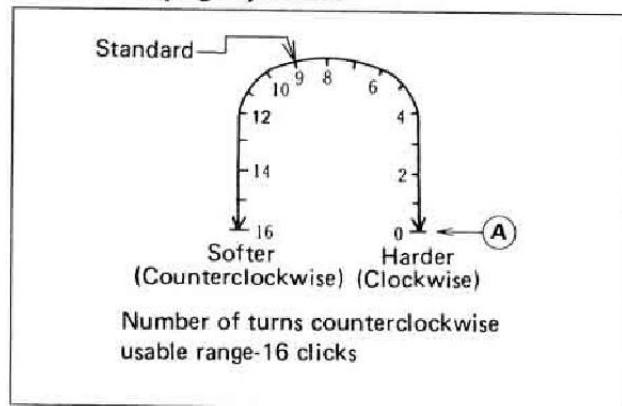 Standard
9 8
10 6
12 4
14 2
16 0 A
Softer Harder
(Counterclockwise) (Clockwise)
Number of turns counterclockwise
usable range-16 clicks